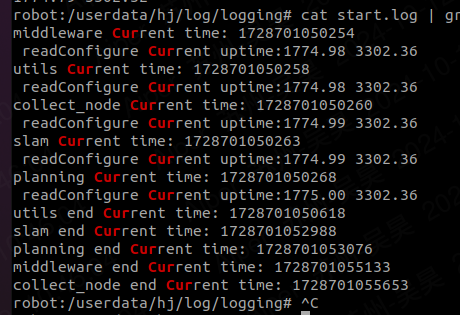 robot:/userdata/hj/log/logging# cat start.log | gr
middleware Current time: 1728701050254
 readConfigure Current uptime:1774.98 3302.36
utils Current time: 1728701050258
 readConfigure Current uptime:1774.98 3302.36
collect_node Current time: 1728701050260
 readConfigure Current uptime:1774.99 3302.36
slam Current time: 1728701050263
 readConfigure Current uptime:1774.99 3302.36
planning Current time: 1728701050268
 readConfigure Current uptime:1775.00 3302.36
utils end Current time: 1728701050618
slam end Current time: 1728701052988
planning end Current time: 1728701053076
middleware end Current time: 1728701055133
collect_node end Current time: 1728701055653
robot:/userdata/hj/log/logging# ^C